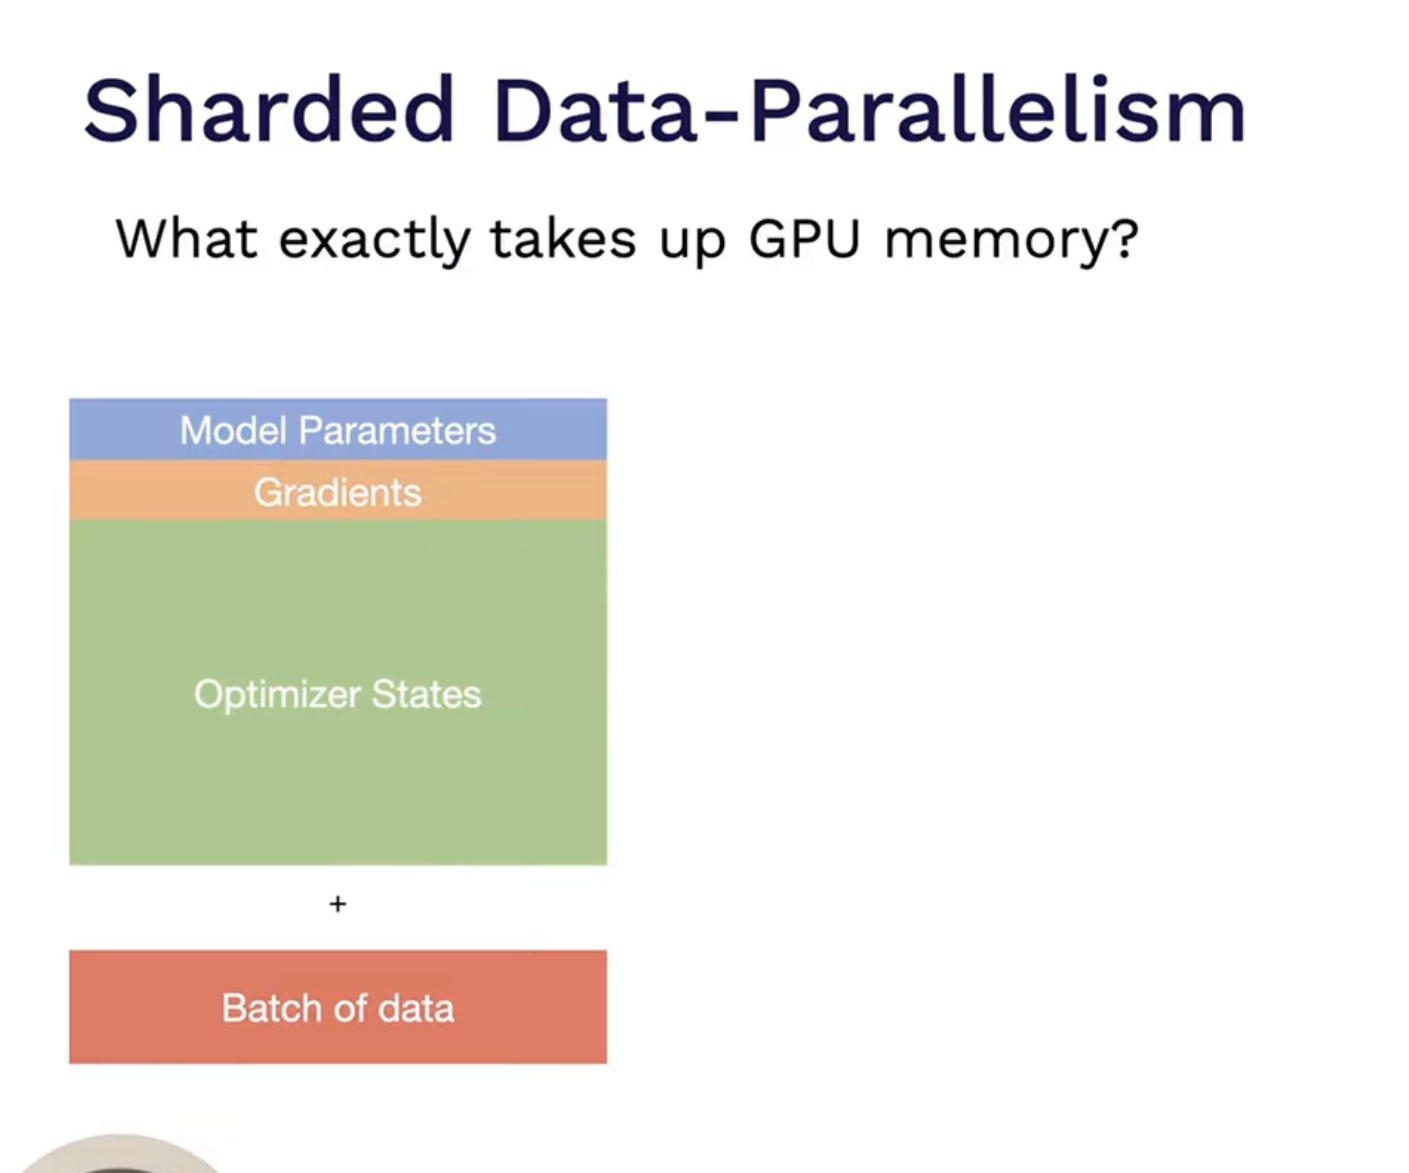 Sharded Data-Parallelism
What exactly takes up GPU memory?
Model Parameters
Gradients
Optimizer States
+
Batch of data